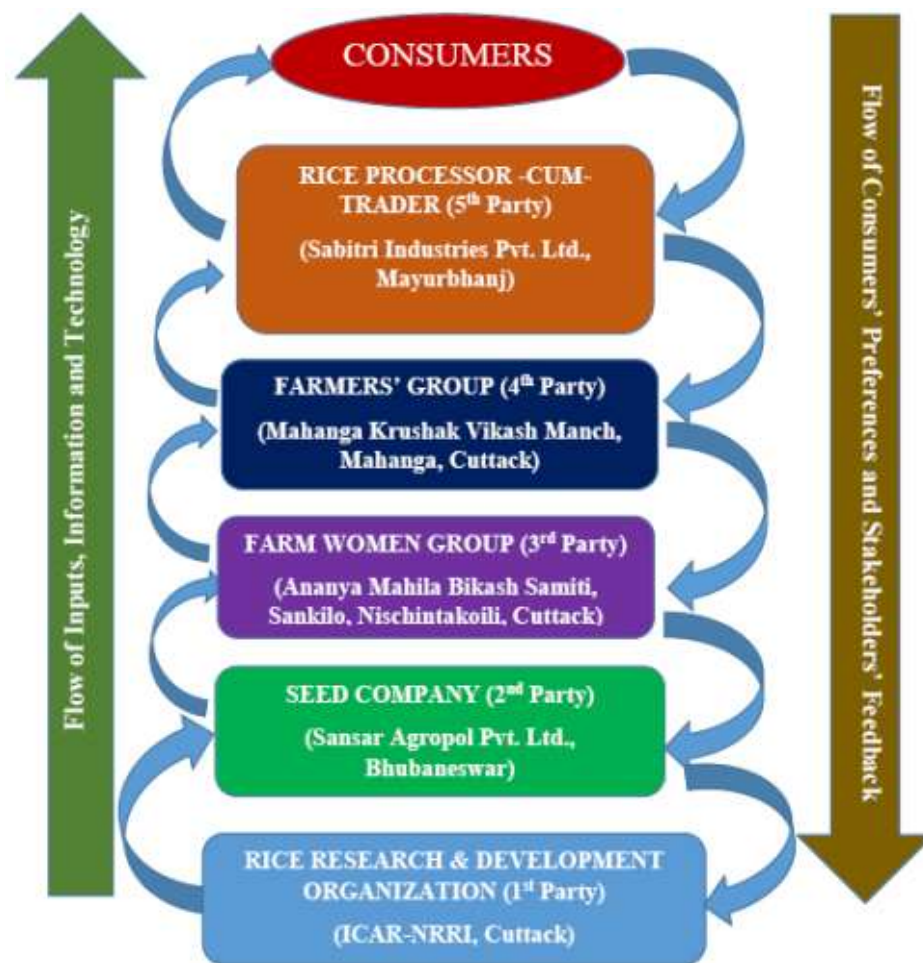 CONSUMERS
RICE PROCESSOR -CUM-
TRADER (5th Party)
(Sabitri Industries Pvt. Ltd.,
Mayurbhanj)
FARMERS' GROUP (4th Party)
(Mahanga Krushak Vikash Manch,
Mahanga, Cuttack)
FARM WOMEN GROUP (3rd Party)
(Ananya Mahila Bikash Samiti,
Sankilo, Nischintakoili, Cuttack)
SEED COMPANY (2nd Party)
(Sansar Agropol Pvt. Ltd.,
Bhubaneswar)
RICE RESEARCH & DEVELOPMENT
ORGANIZATION (1st Party)
(ICAR-NRRI, Cuttack)
Flow of Inputs, Information and Technology
Flow of Consumers' Preferences and Stakeholders' Feedback